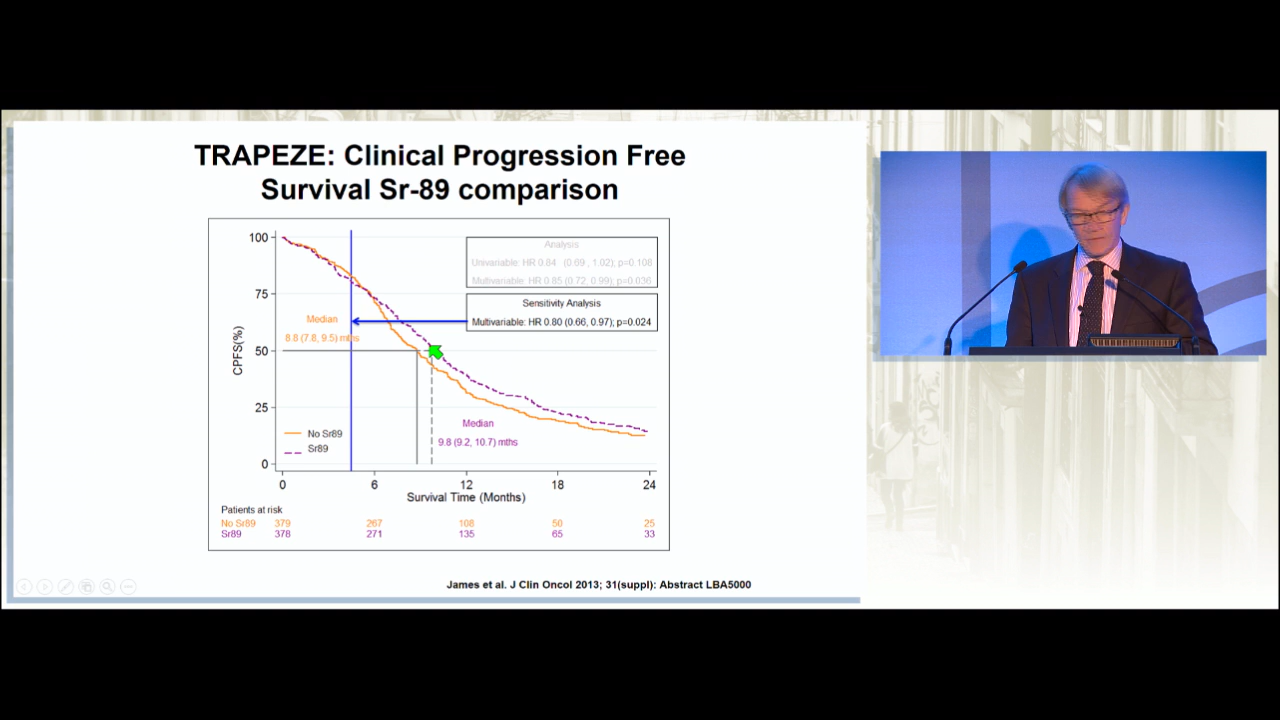 TRAPEZE: Clinical Progression Free
Survival Sr-89 comparison
Analysis
Univariable: HR 0.84 (0.69 , 1.02); p=0.108
Multivariable: HR 0.85 (0.72, 0.99); p=0.036
Sensitivity Analysis
Multivariable: HR 0.80 (0.66, 0.97); p=0.024
100
75
50
25
0
CPFS(%)
Median
8.8 (7.8, 9.5) mths
Median
9.8 (9.2, 10.7) mths
No Sr89
Sr89
0 6 12 18 24
Survival Time (Months)
Patients at risk
No Sr89 379 267 108 50 25
Sr89 378 271 135 65 33
James et al. J Clin Oncol 2013; 31(suppl): Abstract LBA5000